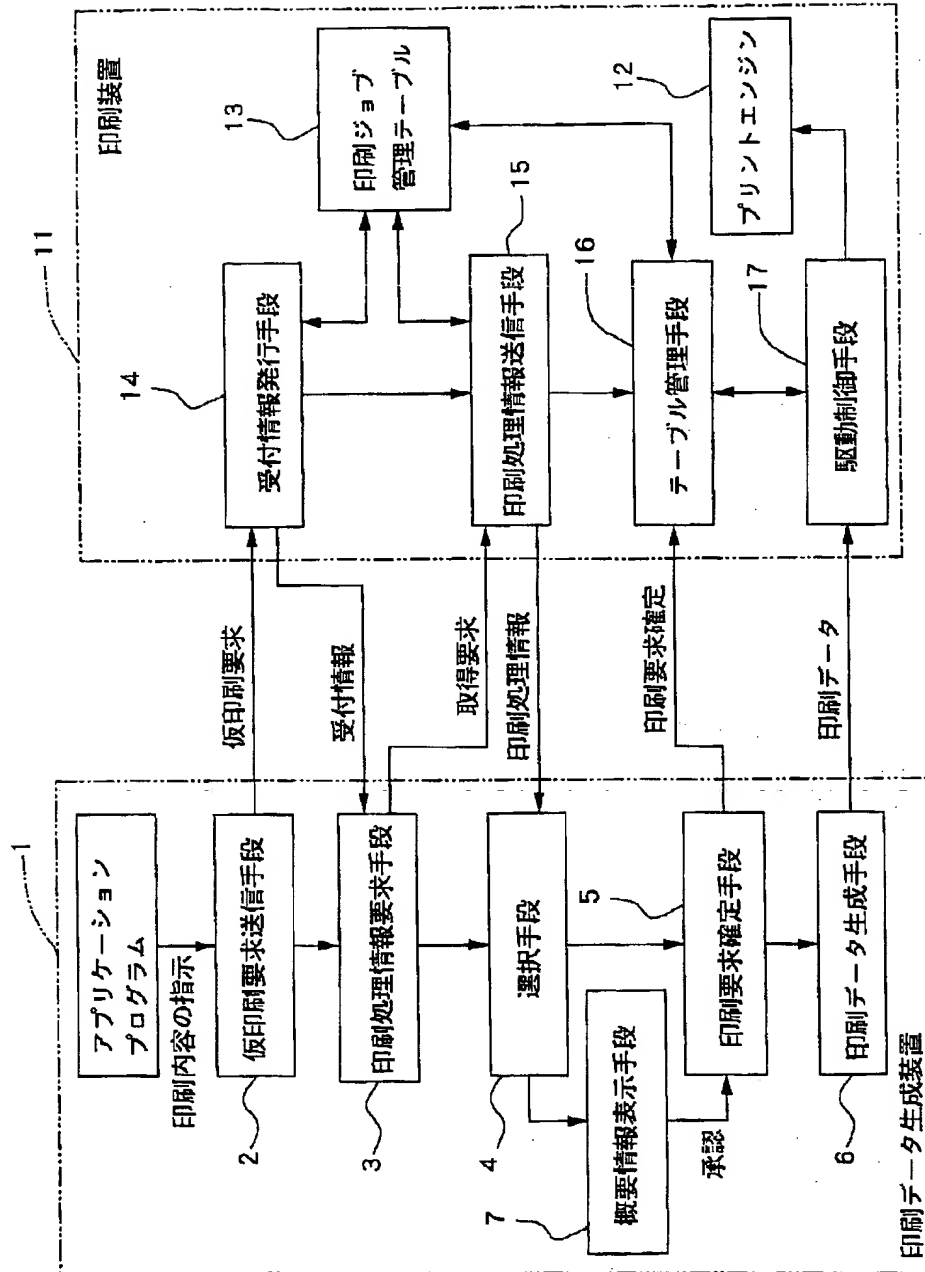 1
アプリケーション
プログラム
印刷内容の指示
仮印刷要求送信手段
2
印刷処理情報要求手段
3
選択手段
4
概要情報表示手段
7
承認
印刷要求確定手段
5
印刷データ生成手段
6
印刷データ生成装置
仮印刷要求
受付情報
取得要求
印刷処理情報
印刷要求確定
印刷データ
11
印刷装置
受付情報発行手段
14
印刷ジョブ
管理テーブル
13
印刷処理情報送信手段
15
テーブル管理手段
16
駆動制御手段
17
プリントエンジン
12